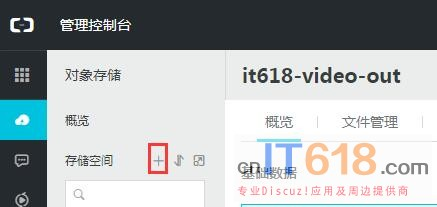 管理控制台
对象存储
it618-video-out
概览
概览
文件管理
存储空间
cn.IT618.com
基础数据
专业Discuz!应用及周边提供商